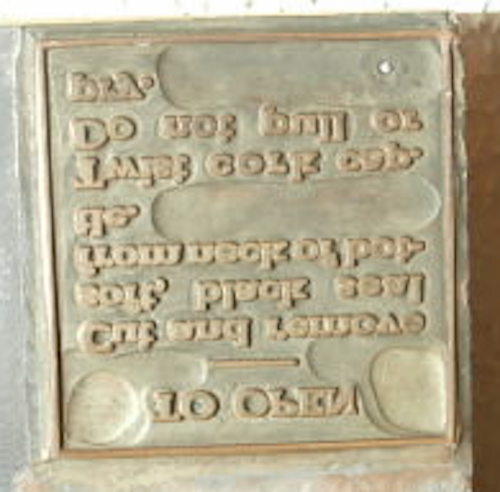 TO OPEN
Cut and remove
soft, black seal
from neck of bot-
tle.
Twist cork cap.
Do not pull or
pry.